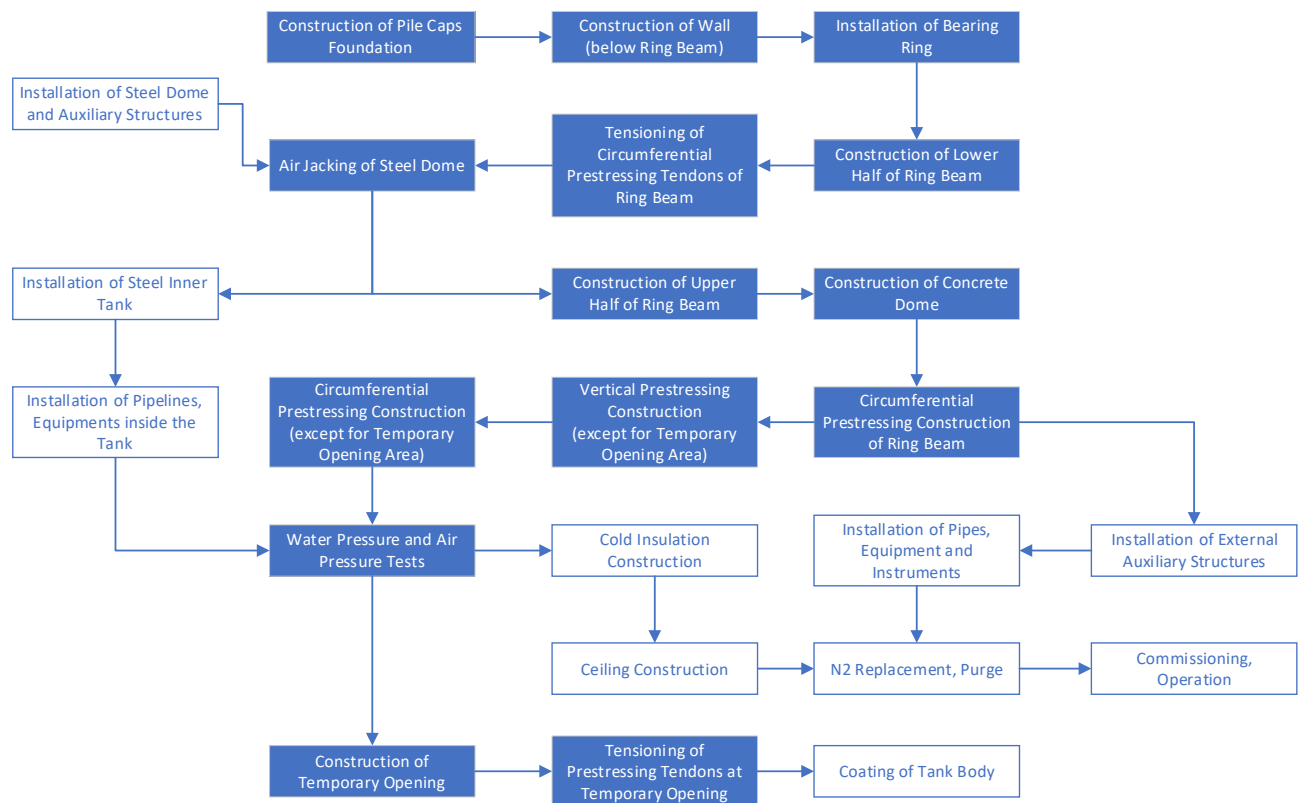 Construction of Pile Caps
Foundation
Construction of Wall
(below Ring Beam)
Installation of Bearing
Ring
Installation of Steel Dome
and Auxiliary Structures
Air Jacking of Steel Dome
Tensioning of
Circumferential
Prestressing Tendons of
Ring Beam
Construction of Lower
Half of Ring Beam
Installation of Steel Inner
Tank
Construction of Upper
Half of Ring Beam
Construction of Concrete
Dome
Installation of Pipelines,
Equipments inside the
Tank
Circumferential
Prestressing Construction
(except for Temporary
Opening Area)
Vertical Prestressing
Construction
(except for Temporary
Opening Area)
Circumferential
Prestressing Construction
of Ring Beam
Water Pressure and Air
Pressure Tests
Cold Insulation
Construction
Installation of Pipes,
Equipment and
Instruments
Installation of External
Auxiliary Structures
Ceiling Construction
N2 Replacement, Purge
Commissioning,
Operation
Construction of
Temporary Opening
Tensioning of
Prestressing Tendons at
Temporary Opening
Coating of Tank Body